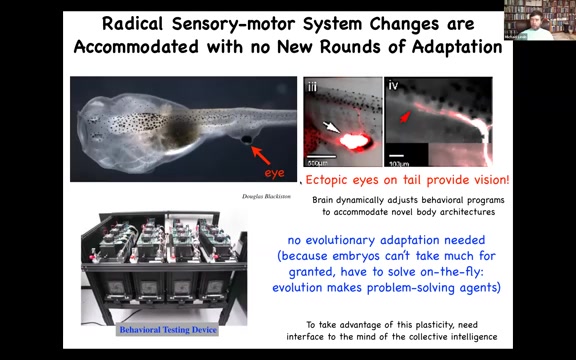 Radical Sensory-motor System Changes are
Accommodated with no New Rounds of Adaptation
iii
iv
eye
500μm
Douglas Blackiston
Ectopic eyes on tail provide vision!
Brain dynamically adjusts behavioral programs
to accommodate novel body architectures
no evolutionary adaptation needed
(because embryos can't take much for
granted, have to solve on-the-fly:
evolution makes problem-solving agents)
Behavioral Testing Device
To take advantage of this plasticity, need
interface to the mind of the collective intelligence